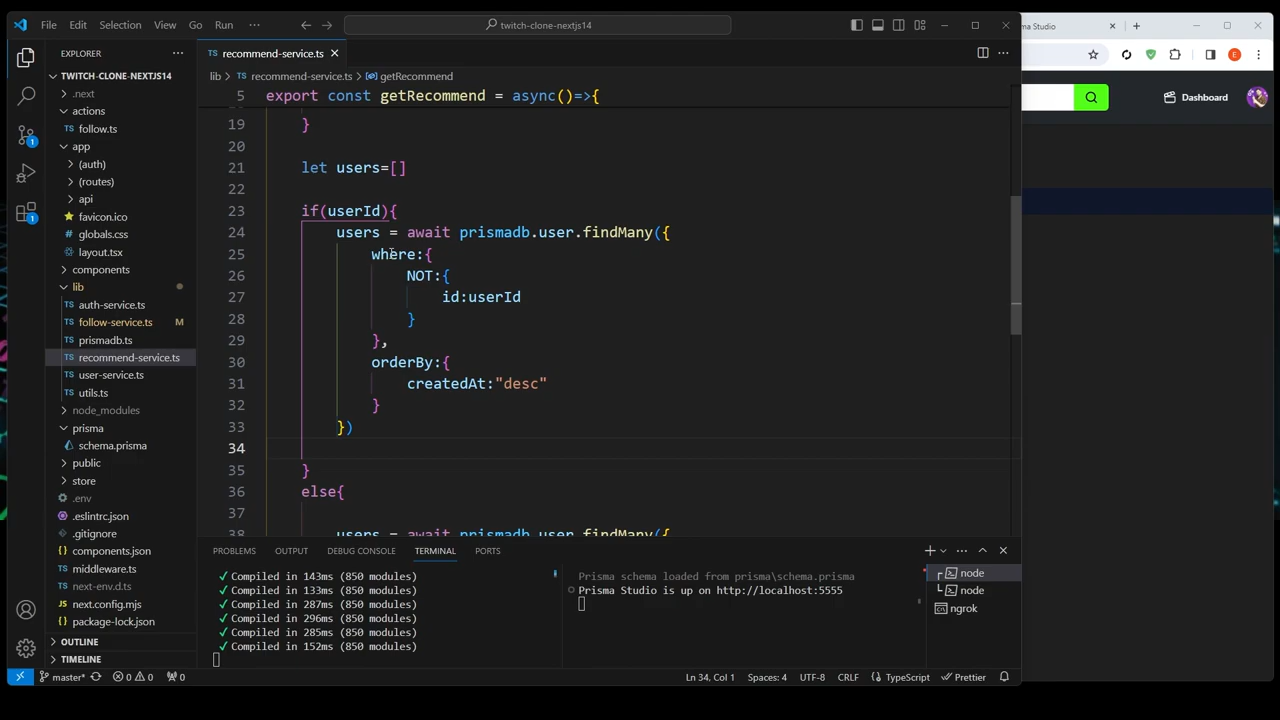 File Edit Selection View Go Run ··· twitch-clone-nextjs14
EXPLORER ···
TWITCH-CLONE-NEXTJS14
.next
actions
follow.ts
app
(auth)
(routes)
api
favicon.ico
globals.css
layout.tsx
components
lib
auth-service.ts
follow-service.ts M
prismadb.ts
recommend-service.ts
user-service.ts
utils.ts
node_modules
prisma
schema.prisma
public
store
.env
.eslintrc.json
.gitignore
components.json
middleware.ts
next-env.d.ts
next.config.mjs
package-lock.json
OUTLINE
TIMELINE
1
1
TS recommend-service.ts
lib > TS recommend-service.ts > getRecommend
5 export const getRecommend = async()=>{
19 }
20
21 let users=[]
22
23 if(userId){
24 users = await prismadb.user.findMany({
25 where:{
26 NOT:{
27 id:userId
28 }
29 },
30 orderBy:{
31 createdAt:"desc"
32 }
33 })
34
35 }
36 else{
37
38 users = await prismadb.user.findMany({
PROBLEMS OUTPUT DEBUG CONSOLE TERMINAL PORTS
✓ Compiled in 143ms (850 modules)
✓ Compiled in 133ms (850 modules)
✓ Compiled in 287ms (850 modules)
✓ Compiled in 296ms (850 modules)
✓ Compiled in 285ms (850 modules)
✓ Compiled in 152ms (850 modules)
Prisma schema loaded from prisma\schema.prisma
Prisma Studio is up on http://localhost:5555
node
node
ngrok
master* 0 0 0 Ln 34, Col 1 Spaces: 4 UTF-8 CRLF TypeScript Prettier
Studio
E
Dashboard